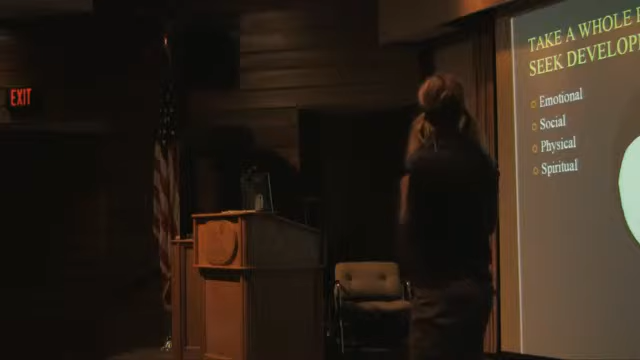 EXIT
TAKE A WHOLE
SEEK DEVELOP
Emotional
Social
Physical
Spiritual